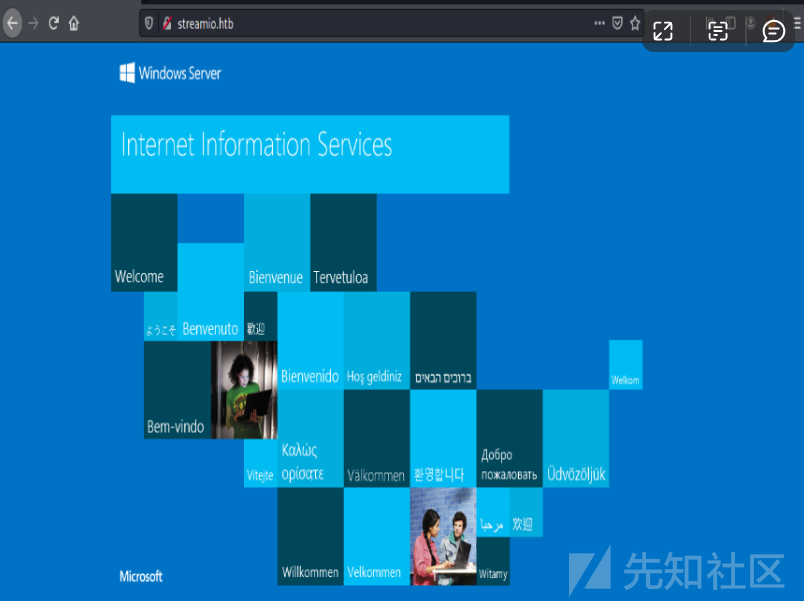 streamio.htb
Windows Server
Internet Information Services
Welcome
Bienvenue
Tervetuloa
ようこそ
Benvenuto
歡迎
Bienvenido
Hoş geldiniz
ברוכים הבאים
Welkom
Bem-vindo
Καλώς
ορίσατε
Vítejte
Välkommen
환영합니다
Добро
пожаловать
Üdvözöljük
مرحبا
欢迎
Willkommen
Velkommen
Witamy
Microsoft
先知社区